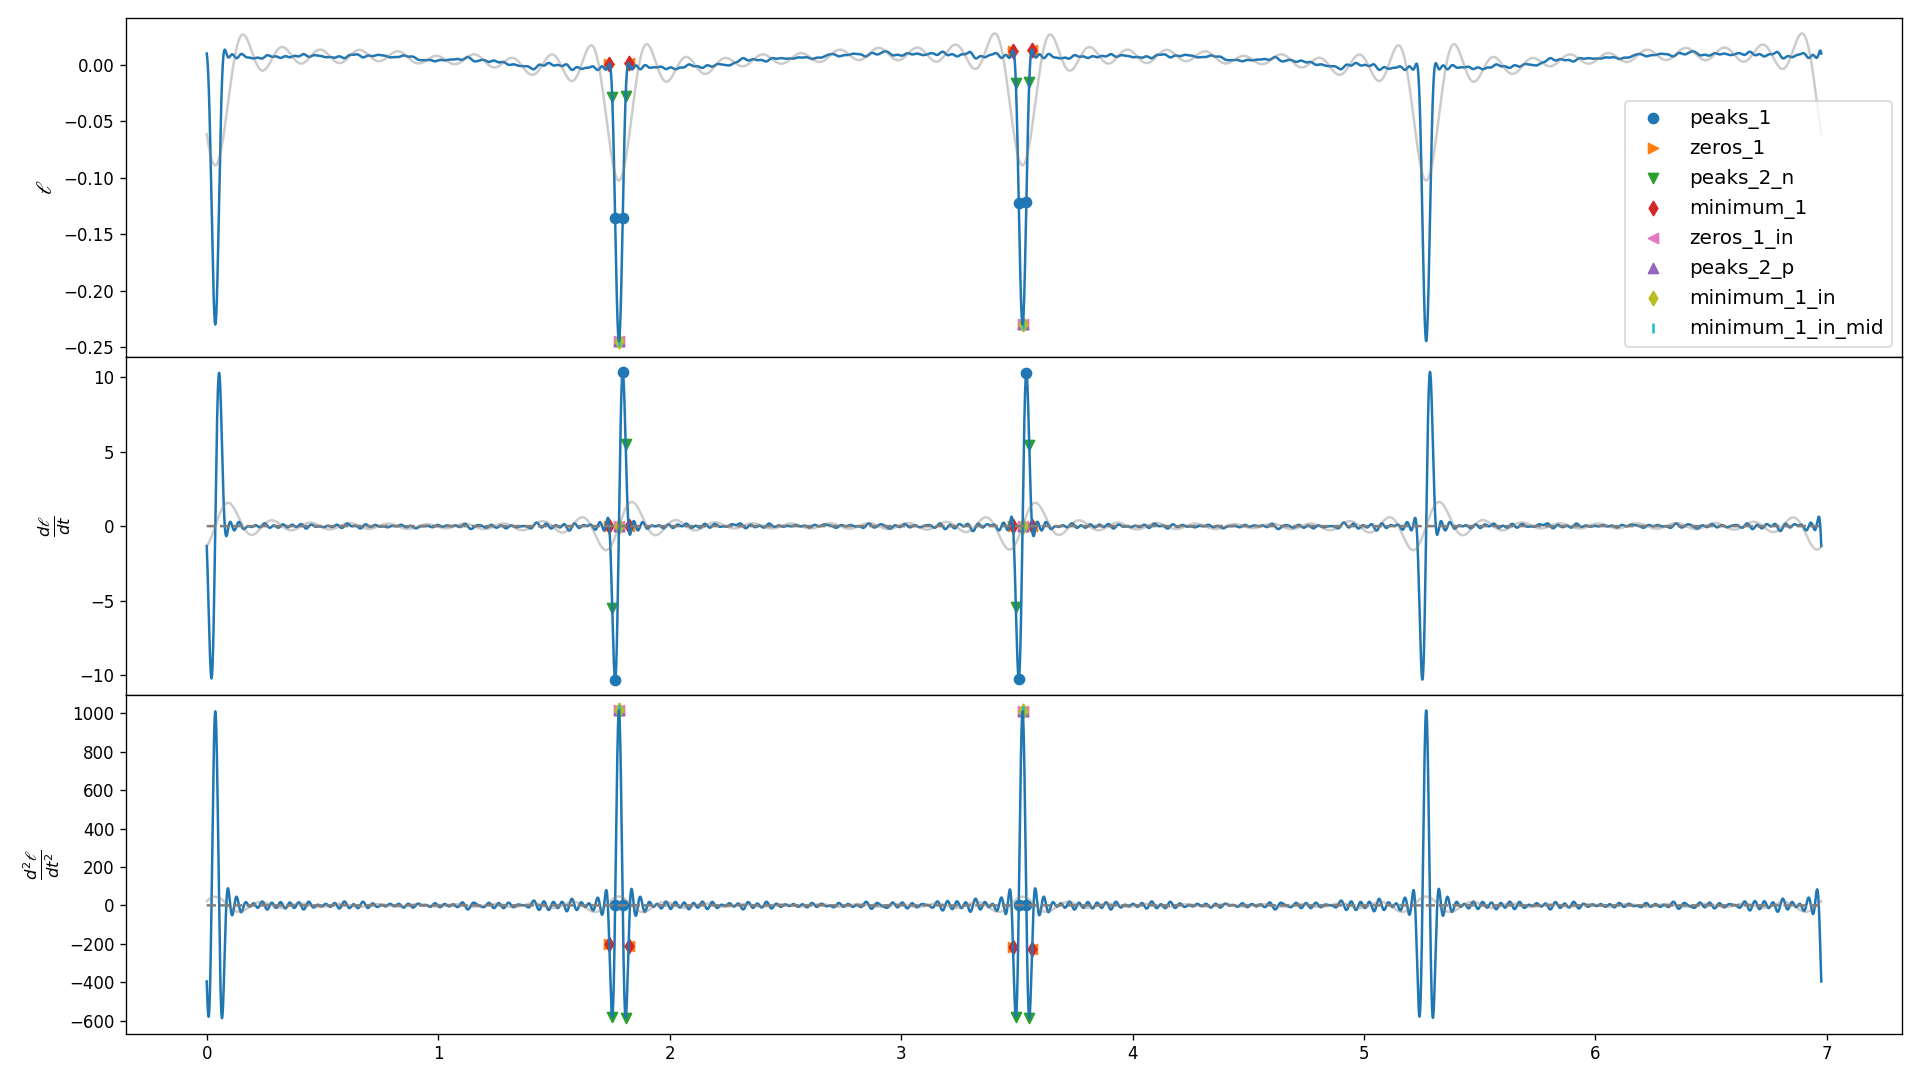 0.00
−0.05
−0.10
−0.15
−0.20
−0.25
ℓ
peaks_1
zeros_1
peaks_2_n
minimum_1
zeros_1_in
peaks_2_p
minimum_1_in
minimum_1_in_mid
10
5
0
−5
−10
dℓ
dt
1000
800
600
400
200
0
−200
−400
−600
d²ℓ
dt²
0 1 2 3 4 5 6 7